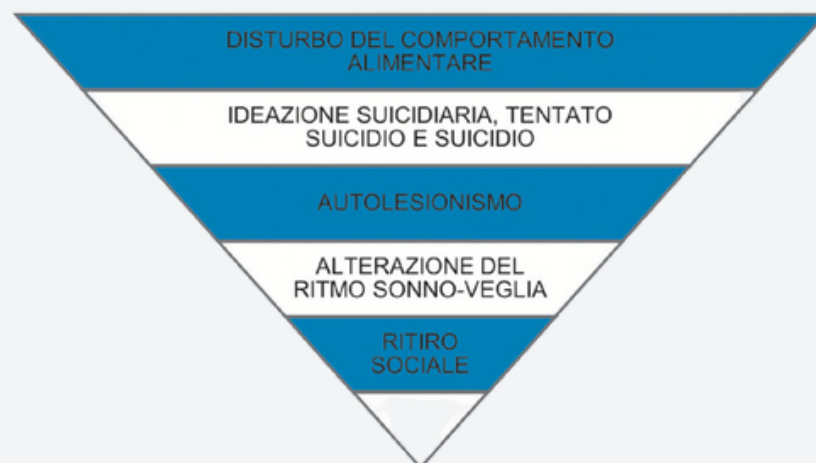 DISTURBO DEL COMPORTAMENTO
ALIMENTARE
IDEAZIONE SUICIDIARIA, TENTATO
SUICIDIO E SUICIDIO
AUTOLESIONISMO
ALTERAZIONE DEL
RITMO SONNO-VEGLIA
RITIRO
SOCIALE